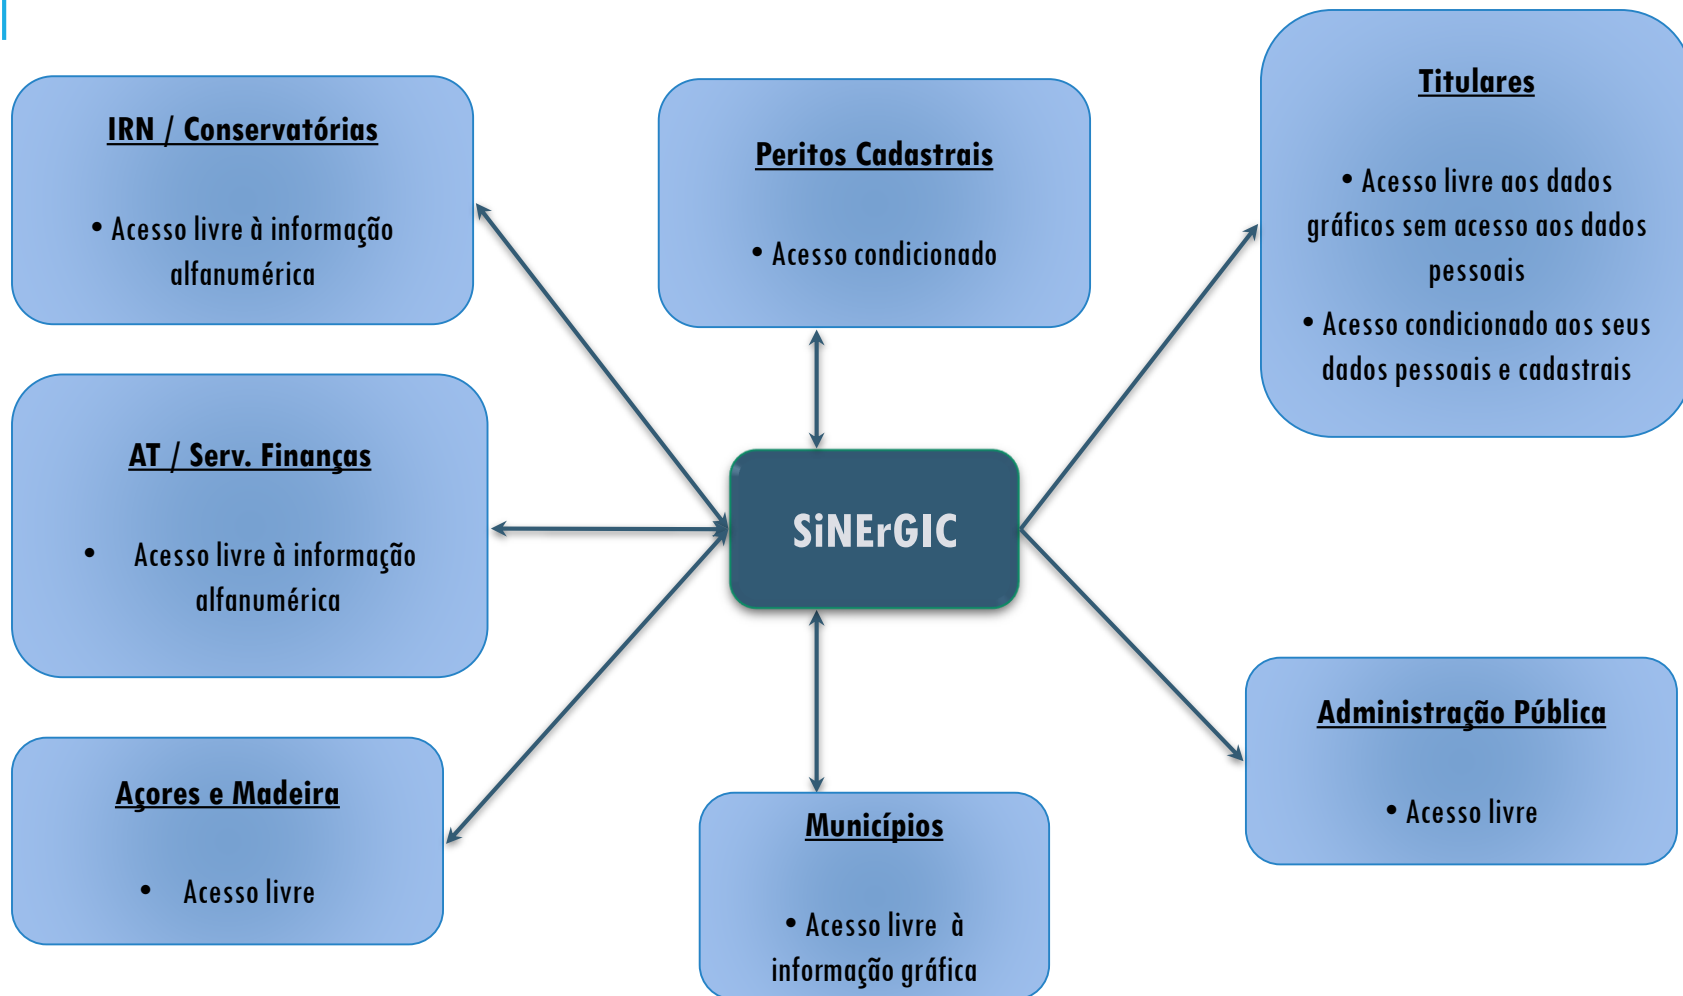 IRN / Conservatórias
• Acesso livre à informação
alfanumérica
Peritos Cadastrais
• Acesso condicionado
Titulares
• Acesso livre aos dados
gráficos sem acesso aos dados
pessoais
• Acesso condicionado aos seus
dados pessoais e cadastrais
AT / Serv. Finanças
• Acesso livre à informação
alfanumérica
SiNErGIC
Açores e Madeira
• Acesso livre
Municípios
• Acesso livre à
informação gráfica
Administração Pública
• Acesso livre